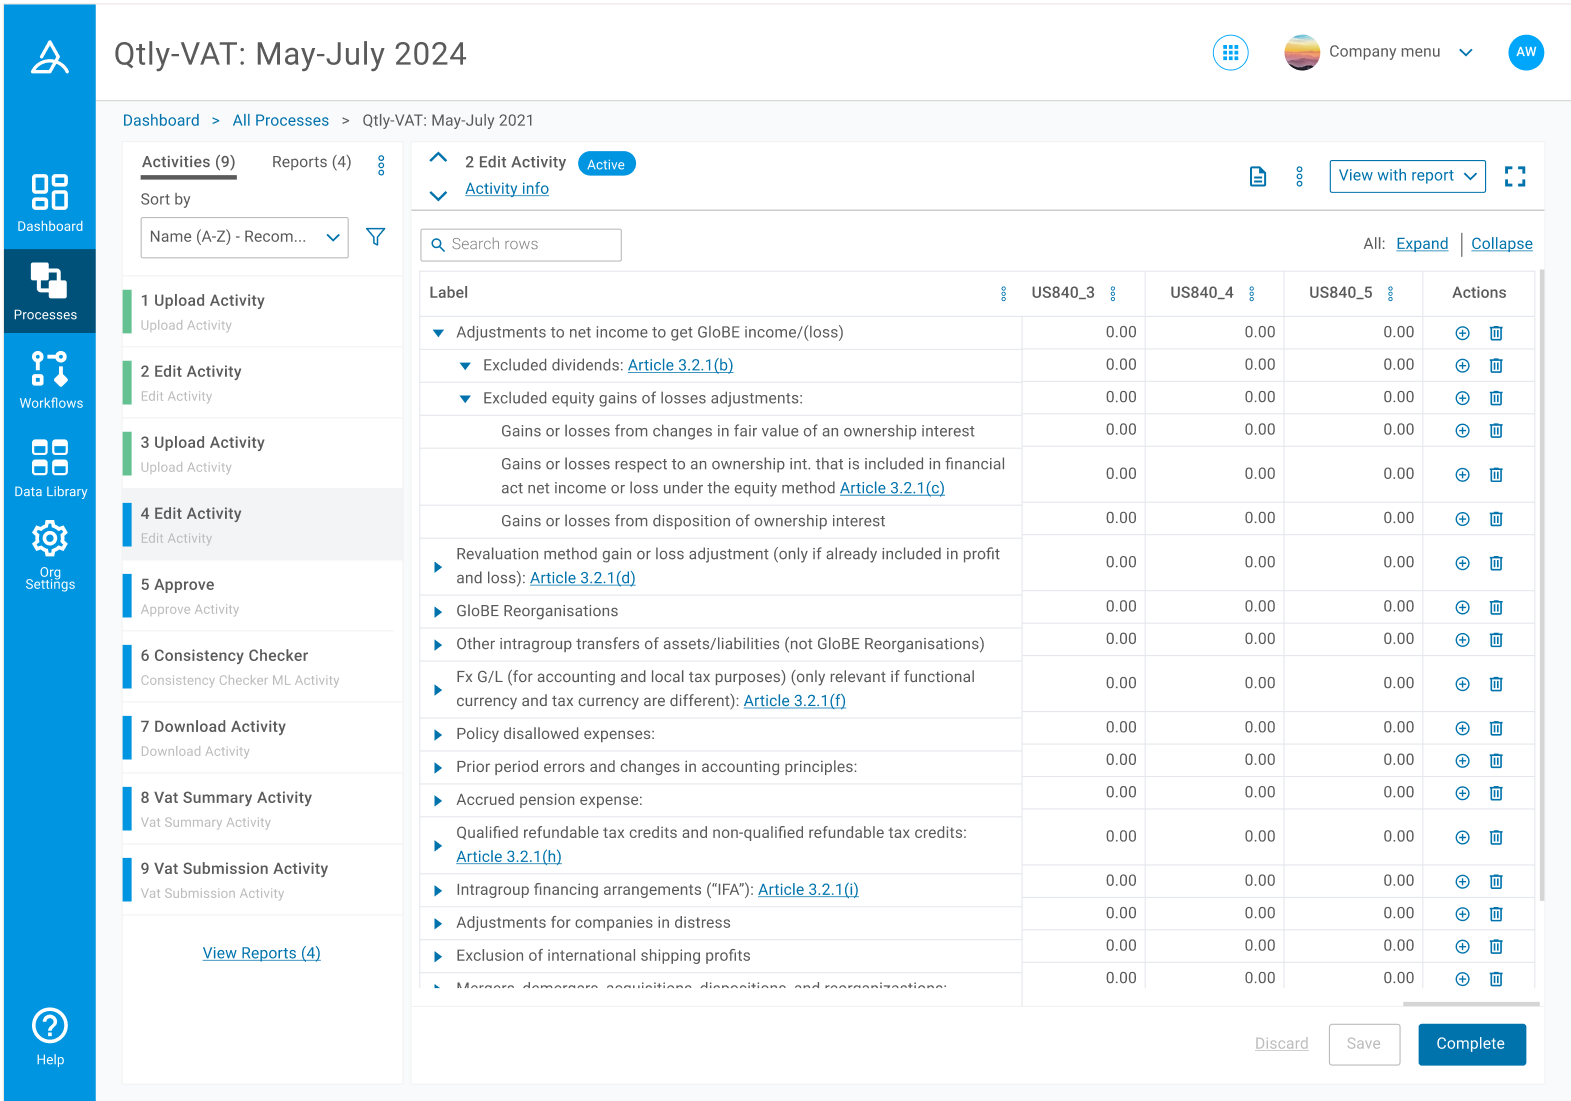 Qtly-VAT: May-July 2024
Company menu
AW
Dashboard > All Processes > Qtly-VAT: May-July 2021
Dashboard
Processes
Workflows
Data Library
Org
Settings
Help
Activities (9)
Reports (4)
Sort by
Name (A-Z) - Recom...
1 Upload Activity
Upload Activity
2 Edit Activity
Edit Activity
3 Upload Activity
Upload Activity
4 Edit Activity
Edit Activity
5 Approve
Approve Activity
6 Consistency Checker
Consistency Checker ML Activity
7 Download Activity
Download Activity
8 Vat Summary Activity
Vat Summary Activity
9 Vat Submission Activity
Vat Submission Activity
View Reports (4)
2 Edit Activity
Active
Activity info
View with report
Search rows
All: Expand | Collapse
Label US840_3 US840_4 US840_5 Actions
Adjustments to net income to get GloBE income/(loss) 0.00 0.00 0.00
Excluded dividends: Article 3.2.1(b) 0.00 0.00 0.00
Excluded equity gains of losses adjustments: 0.00 0.00 0.00
Gains or losses from changes in fair value of an ownership interest 0.00 0.00 0.00
Gains or losses respect to an ownership int. that is included in financial
act net income or loss under the equity method Article 3.2.1(c) 0.00 0.00 0.00
Gains or losses from disposition of ownership interest 0.00 0.00 0.00
Revaluation method gain or loss adjustment (only if already included in profit
and loss): Article 3.2.1(d) 0.00 0.00 0.00
GloBE Reorganisations 0.00 0.00 0.00
Other intragroup transfers of assets/liabilities (not GloBE Reorganisations) 0.00 0.00 0.00
Fx G/L (for accounting and local tax purposes) (only relevant if functional
currency and tax currency are different): Article 3.2.1(f) 0.00 0.00 0.00
Policy disallowed expenses: 0.00 0.00 0.00
Prior period errors and changes in accounting principles: 0.00 0.00 0.00
Accrued pension expense: 0.00 0.00 0.00
Qualified refundable tax credits and non-qualified refundable tax credits:
Article 3.2.1(h) 0.00 0.00 0.00
Intragroup financing arrangements (“IFA”): Article 3.2.1(i) 0.00 0.00 0.00
Adjustments for companies in distress 0.00 0.00 0.00
Exclusion of international shipping profits 0.00 0.00 0.00
Mergers, demergers, acquisitions, dispositions, and reorganizations: 0.00 0.00 0.00
Discard
Save
Complete